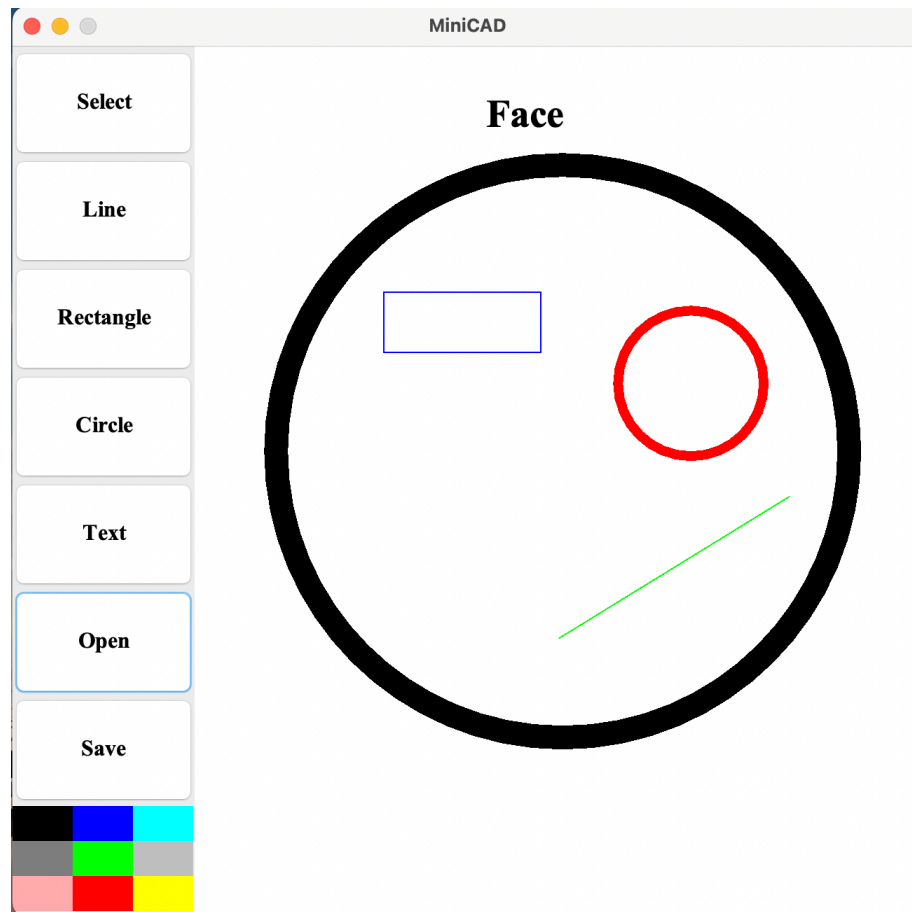 MiniCAD
Select
Line
Rectangle
Circle
Text
Open
Save
Face